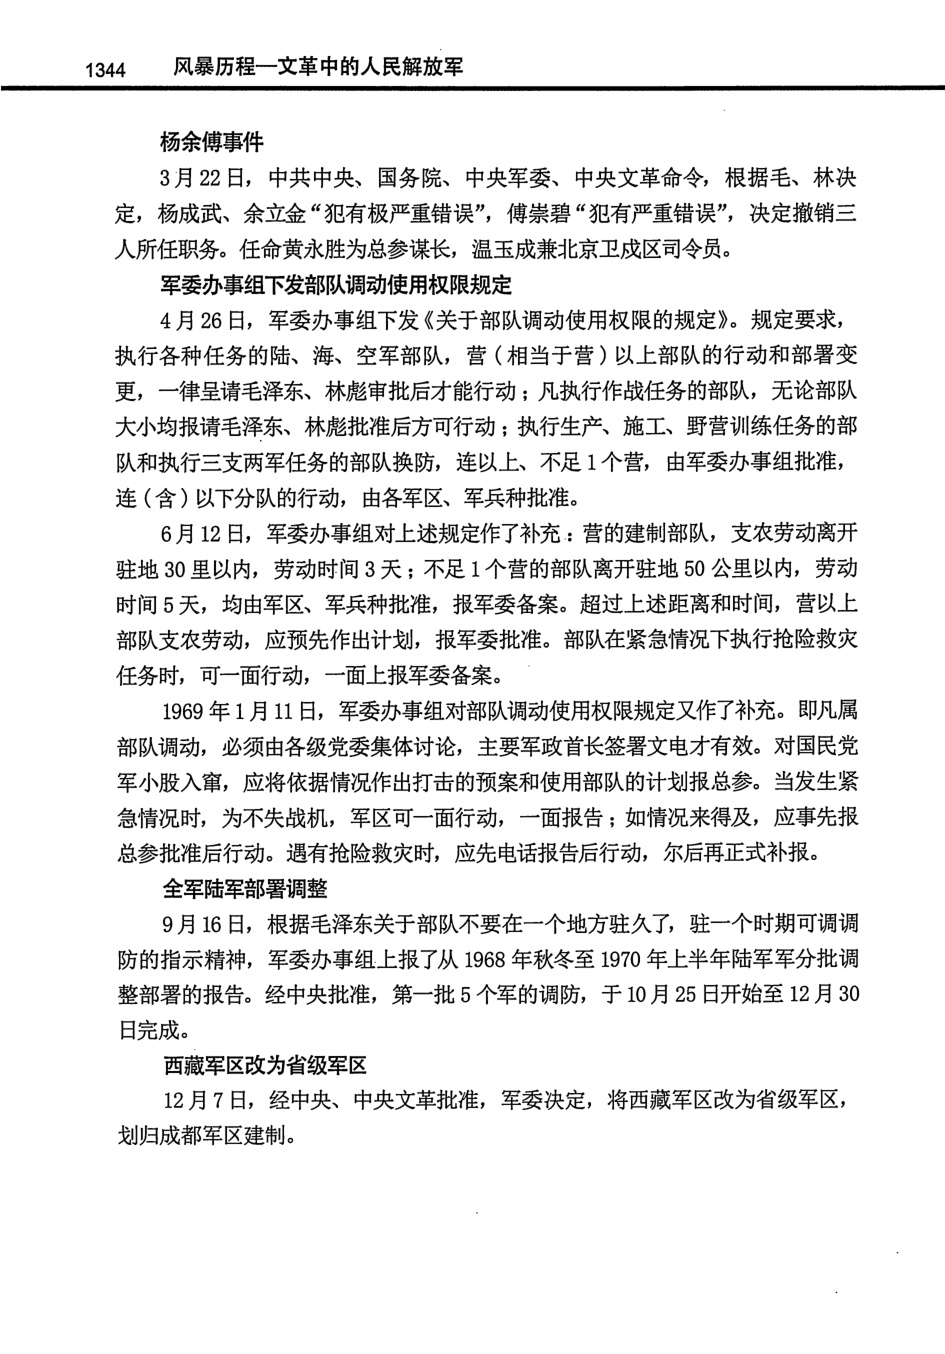 1344 风暴历程—文革中的人民解放军
杨余傅事件
3月22日，中共中央、国务院、中央军委、中央文革命令，根据毛、林决
定，杨成武、余立金“犯有极严重错误”，傅崇碧“犯有严重错误”，决定撤销三
人所任职务。任命黄永胜为总参谋长，温玉成兼北京卫戍区司令员。
军委办事组下发部队调动使用权限规定
4月26日，军委办事组下发《关于部队调动使用权限的规定》。规定要求，
执行各种任务的陆、海、空军部队，营（相当于营）以上部队的行动和部署变
更，一律呈请毛泽东、林彪审批后才能行动；凡执行作战任务的部队，无论部队
大小均报请毛泽东、林彪批准后方可行动；执行生产、施工、野营训练任务的部
队和执行三支两军任务的部队换防，连以上、不足1个营，由军委办事组批准，
连（含）以下分队的行动，由各军区、军兵种批准。
6月12日，军委办事组对上述规定作了补充：营的建制部队，支农劳动离开
驻地30里以内，劳动时间3天；不足1个营的部队离开驻地50公里以内，劳动
时间5天，均由军区、军兵种批准，报军委备案。超过上述距离和时间，营以上
部队支农劳动，应预先作出计划，报军委批准。部队在紧急情况下执行抢险救灾
任务时，可一面行动，一面上报军委备案。
1969年1月11日，军委办事组对部队调动使用权限规定又作了补充。即凡属
部队调动，必须由各级党委集体讨论，主要军政首长签署文电才有效。对国民党
军小股入窜，应将依据情况作出打击的预案和使用部队的计划报总参。当发生紧
急情况时，为不失战机，军区可一面行动，一面报告；如情况来得及，应事先报
总参批准后行动。遇有抢险救灾时，应先电话报告后行动，尔后再正式补报。
全军陆军部署调整
9月16日，根据毛泽东关于部队不要在一个地方驻久了，驻一个时期可调调
防的指示精神，军委办事组上报了从1968年秋冬至1970年上半年陆军军分批调
整部署的报告。经中央批准，第一批5个军的调防，于10月25日开始至12月30
日完成。
西藏军区改为省级军区
12月7日，经中央、中央文革批准，军委决定，将西藏军区改为省级军区，
划归成都军区建制。